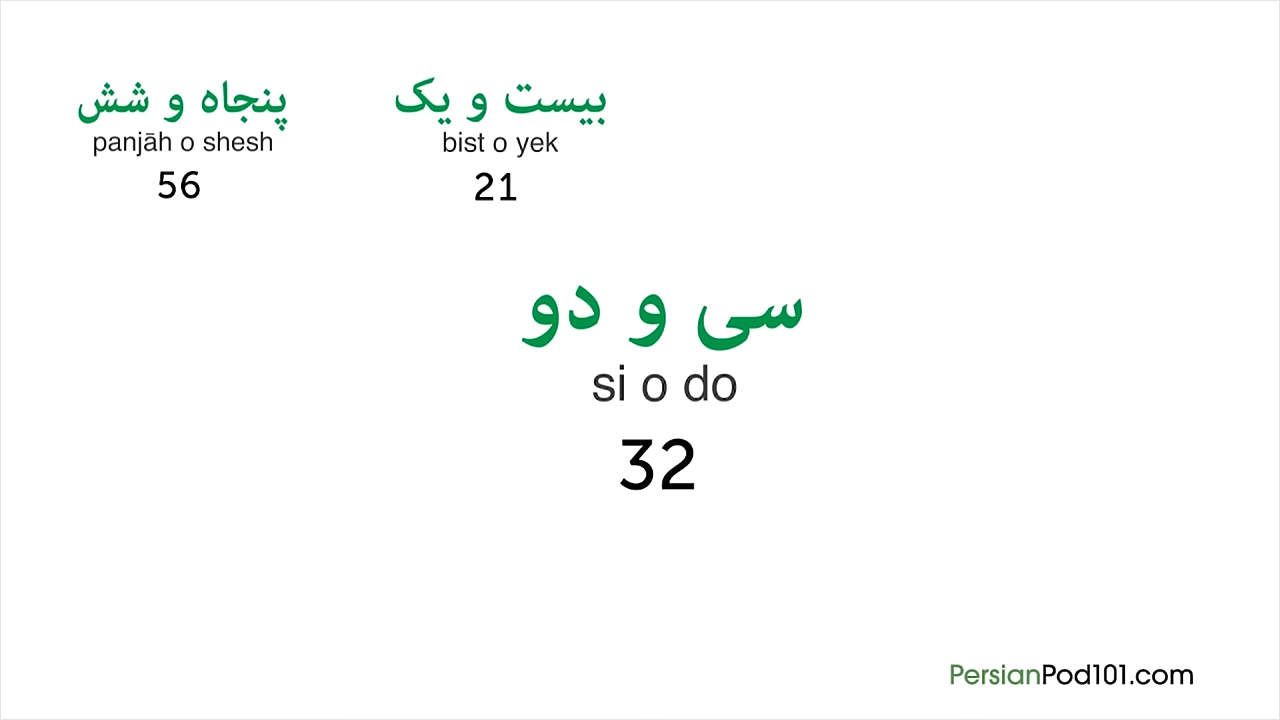 پنجاه و شش
panjāh o shesh
56
بیست و یک
bist o yek
21
سی و دو
si o do
32
PersianPod101.com